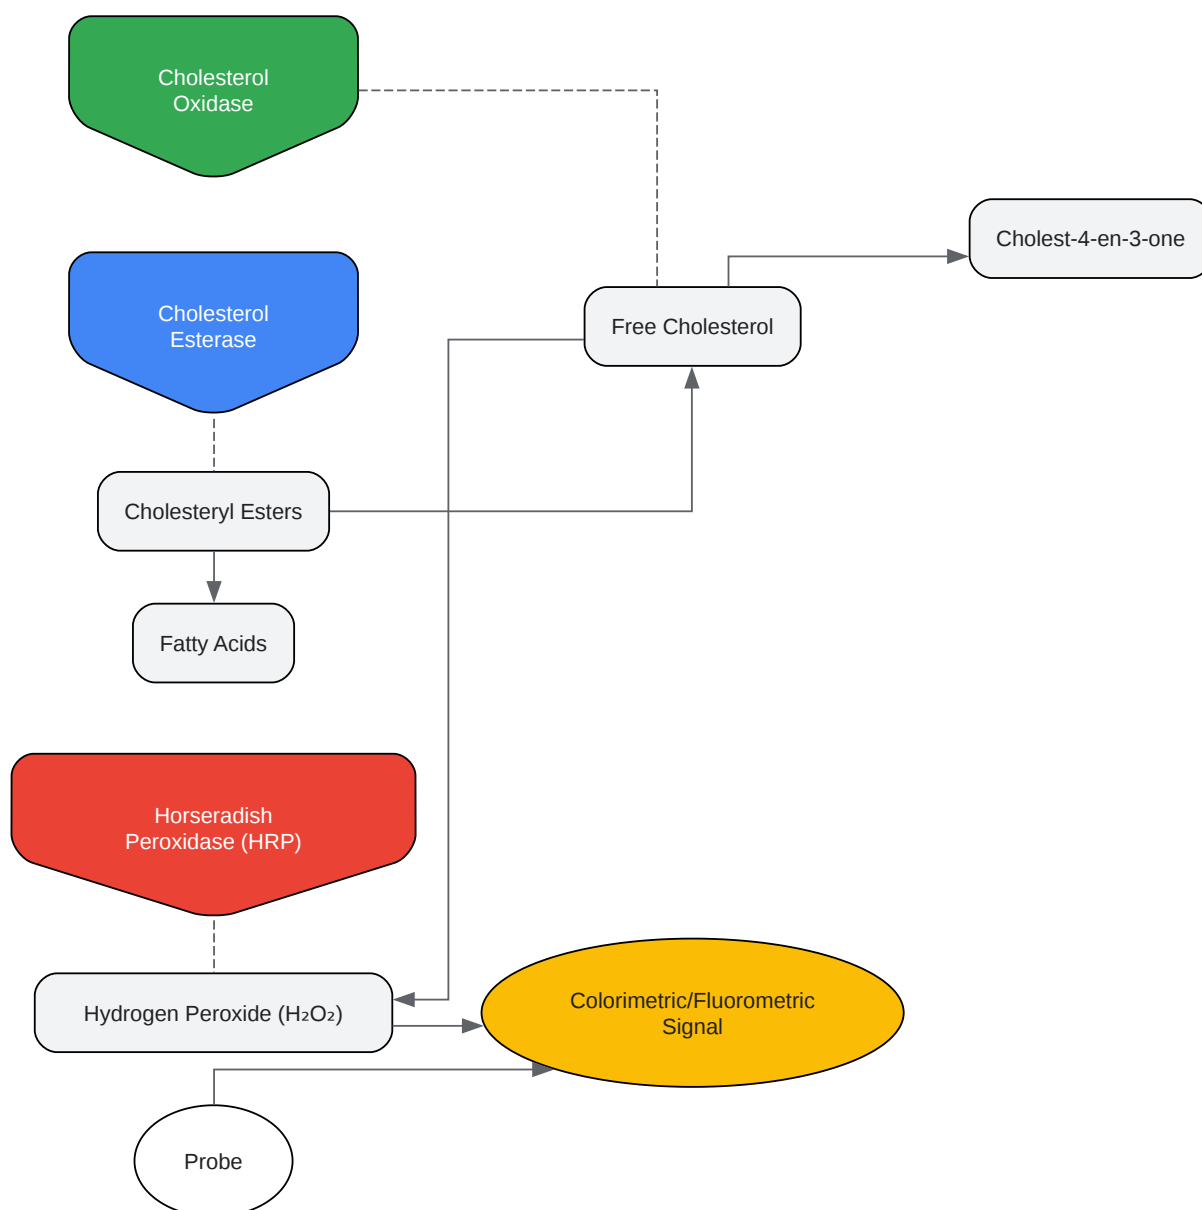 Cholesterol
Oxidase
Cholest-4-en-3-one
Cholesterol
Esterase
Free Cholesterol
Cholesteryl Esters
Fatty Acids
Horseradish
Peroxidase (HRP)
Hydrogen Peroxide (H₂O₂)
Colorimetric/Fluorometric
Signal
Probe